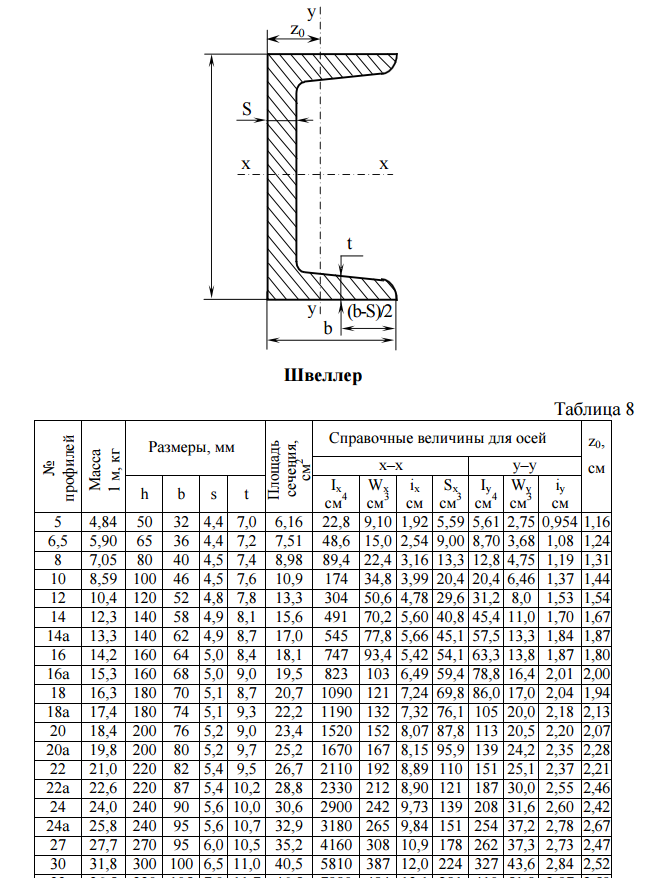 y
z0
S
x x
t
y (b-S)/2
b
Швеллер
Таблица 8
№ профилей Масса 1 м, кг Размеры, мм Площадь сечения, см2 Справочные величины для осей z0, см
x–x y–y
h b s t Ix см4 Wx см3 ix см Sx см3 Iy см4 Wy см3 iy см
5 4,84 50 32 4,4 7,0 6,16 22,8 9,10 1,92 5,59 5,61 2,75 0,954 1,16
6,5 5,90 65 36 4,4 7,2 7,51 48,6 15,0 2,54 9,00 8,70 3,68 1,08 1,24
8 7,05 80 40 4,5 7,4 8,98 89,4 22,4 3,16 13,3 12,8 4,75 1,19 1,31
10 8,59 100 46 4,5 7,6 10,9 174 34,8 3,99 20,4 20,4 6,46 1,37 1,44
12 10,4 120 52 4,8 7,8 13,3 304 50,6 4,78 29,6 31,2 8,0 1,53 1,54
14 12,3 140 58 4,9 8,1 15,6 491 70,2 5,60 40,8 45,4 11,0 1,70 1,67
14а 13,3 140 62 4,9 8,7 17,0 545 77,8 5,66 45,1 57,5 13,3 1,84 1,87
16 14,2 160 64 5,0 8,4 18,1 747 93,4 5,42 54,1 63,3 13,8 1,87 1,80
16а 15,3 160 68 5,0 9,0 19,5 823 103 6,49 59,4 78,8 16,4 2,01 2,00
18 16,3 180 70 5,1 8,7 20,7 1090 121 7,24 69,8 86,0 17,0 2,04 1,94
18а 17,4 180 74 5,1 9,3 22,2 1190 132 7,32 76,1 105 20,0 2,18 2,13
20 18,4 200 76 5,2 9,0 23,4 1520 152 8,07 87,8 113 20,5 2,20 2,07
20а 19,8 200 80 5,2 9,7 25,2 1670 167 8,15 95,9 139 24,2 2,35 2,28
22 21,0 220 82 5,4 9,5 26,7 2110 192 8,89 110 151 25,1 2,37 2,21
22а 22,6 220 87 5,4 10,2 28,8 2330 212 8,90 121 187 30,0 2,55 2,46
24 24,0 240 90 5,6 10,0 30,6 2900 242 9,73 139 208 31,6 2,60 2,42
24а 25,8 240 95 5,6 10,7 32,9 3180 265 9,84 151 254 37,2 2,78 2,67
27 27,7 270 95 6,0 10,5 35,2 4160 308 10,9 178 262 37,3 2,73 2,47
30 31,8 300 100 6,5 11,0 40,5 5810 387 12,0 224 327 43,6 2,84 2,52